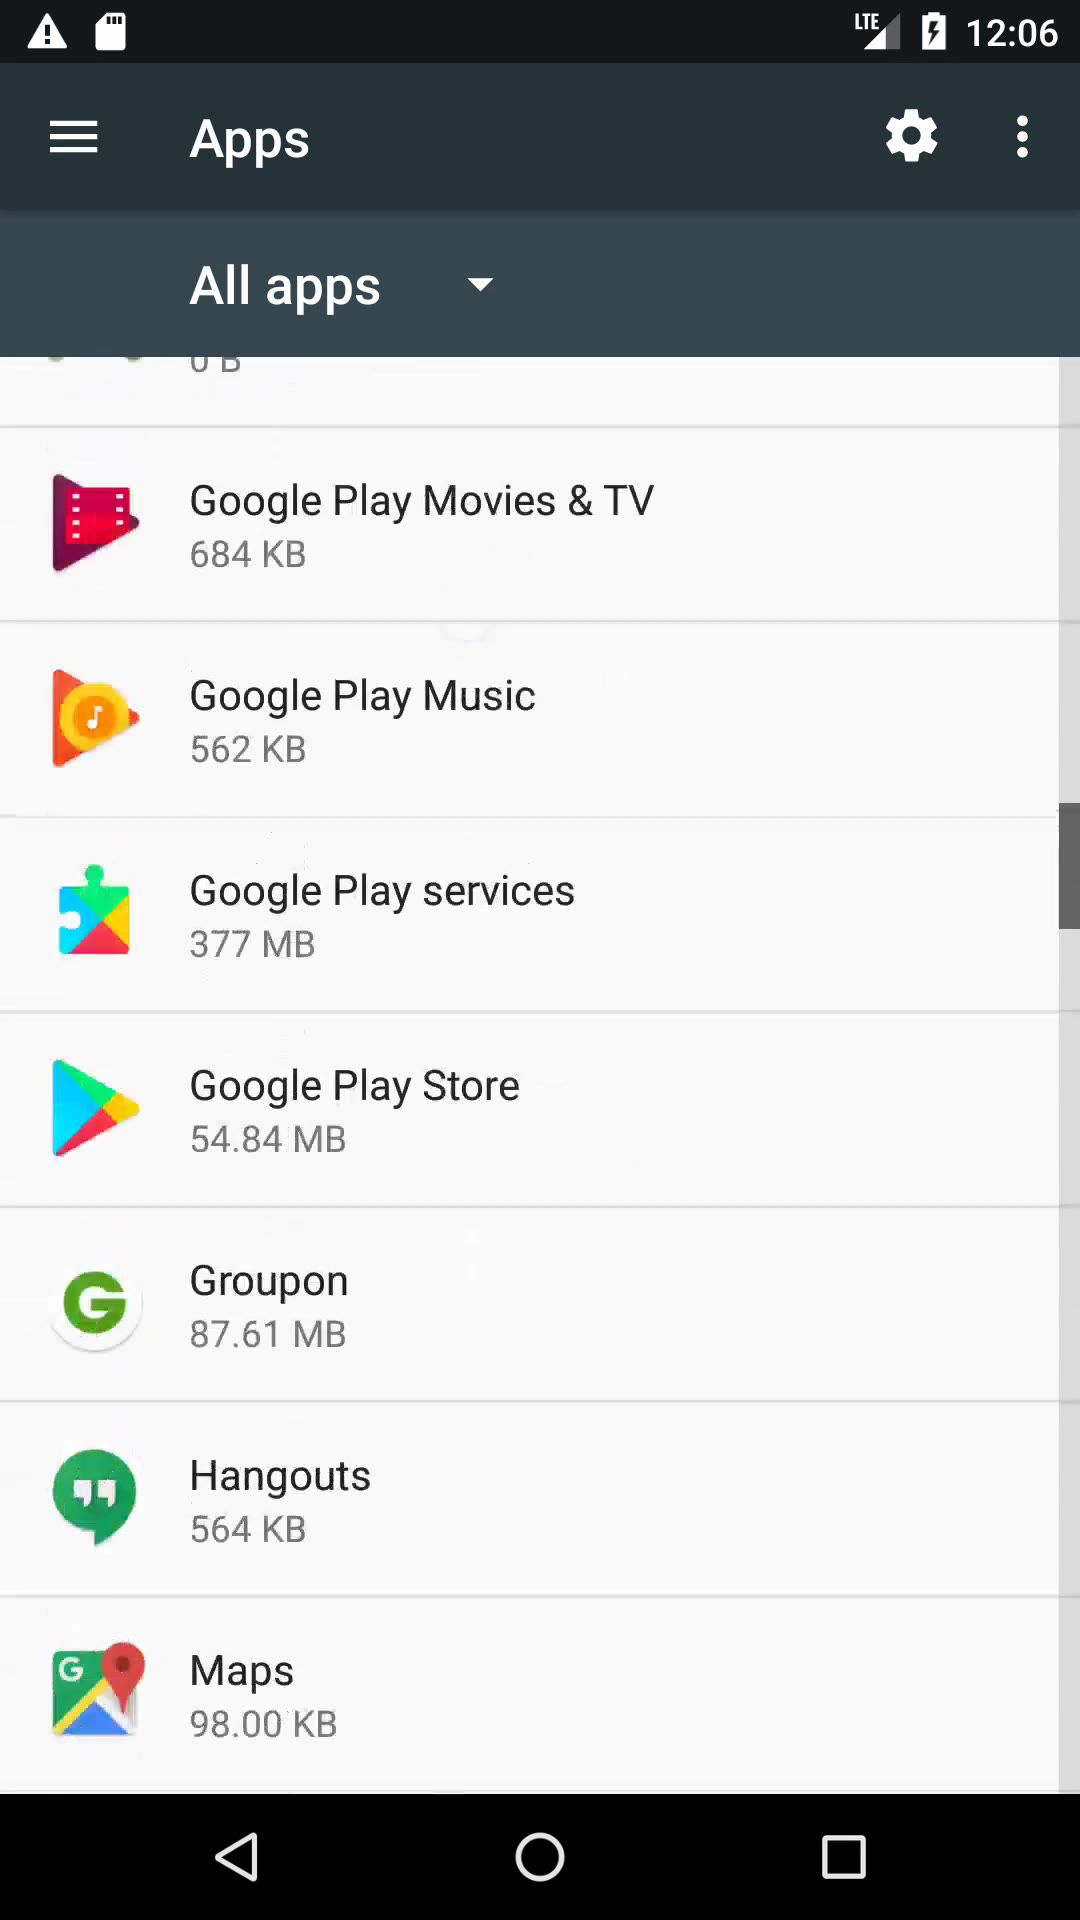 LTE 12:06
Apps
All apps
0 B
Google Play Movies & TV
684 KB
Google Play Music
562 KB
Google Play services
377 MB
Google Play Store
54.84 MB
G
Groupon
87.61 MB
Hangouts
564 KB
G
Maps
98.00 KB